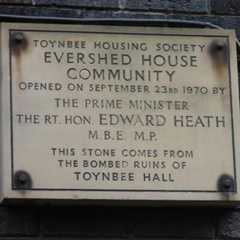 TOYNBEE HOUSING SOCIETY
EVERSHED HOUSE
COMMUNITY
OPENED ON SEPTEMBER 23RD 1970 BY
THE PRIME MINISTER
THE RT. HON. EDWARD HEATH
M.B.E. M.P.
THIS STONE COMES FROM
THE BOMBED RUINS OF
TOYNBEE HALL